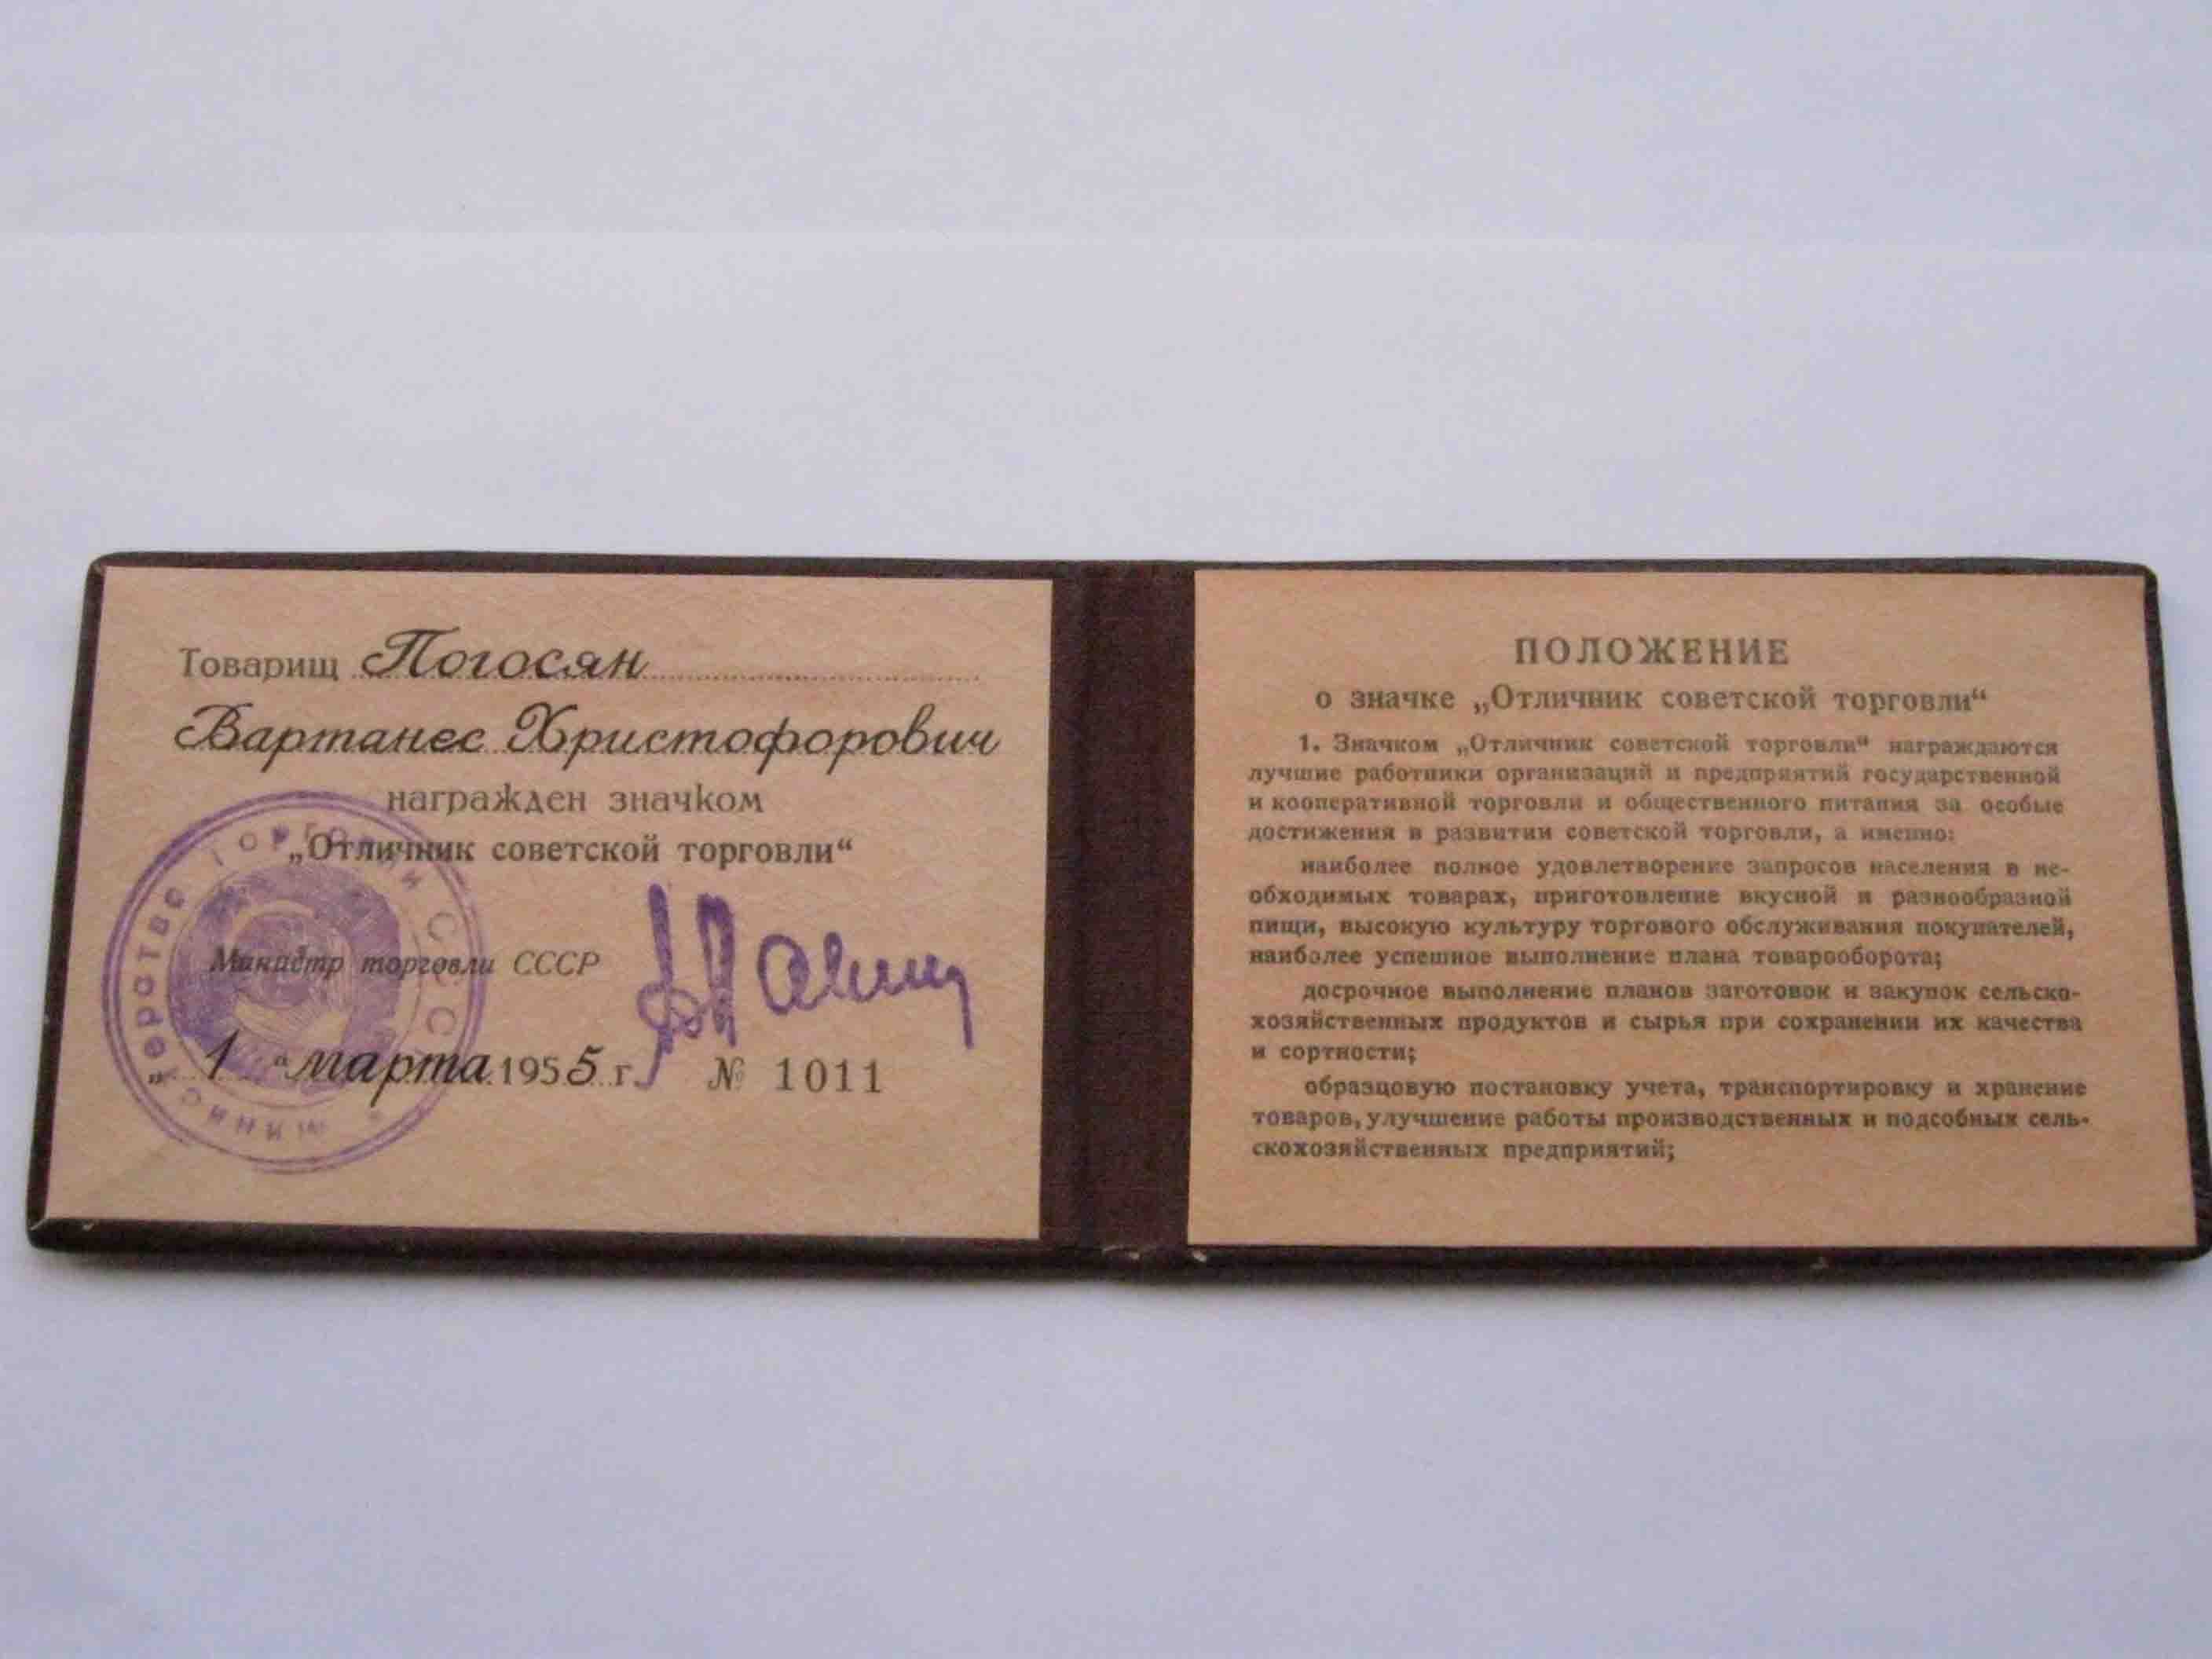 Товарищ Погосян
Вартанес Христофорович
награжден значком
„Отличник советской торговли“
Министр торговли СССР
„1“ марта 1955 г. № 1011
МИНИСТЕРСТВО ТОРГОВЛИ СССР
ПОЛОЖЕНИЕ
о значке „Отличник советской торговли“
1. Значком „Отличник советской торговли“ награждаются
лучшие работники организаций и предприятий государственной
и кооперативной торговли и общественного питания за особые
достижения в развитии советской торговли, а именно:
наиболее полное удовлетворение запросов населения в не-
обходимых товарах, приготовление вкусной и разнообразной
пищи, высокую культуру торгового обслуживания покупателей,
наиболее успешное выполнение плана товарооборота;
досрочное выполнение планов заготовок и закупок сельско-
хозяйственных продуктов и сырья при сохранении их качества
и сортности;
образцовую постановку учета, транспортировку и хранение
товаров, улучшение работы производственных и подсобных сель-
скохозяйственных предприятий;